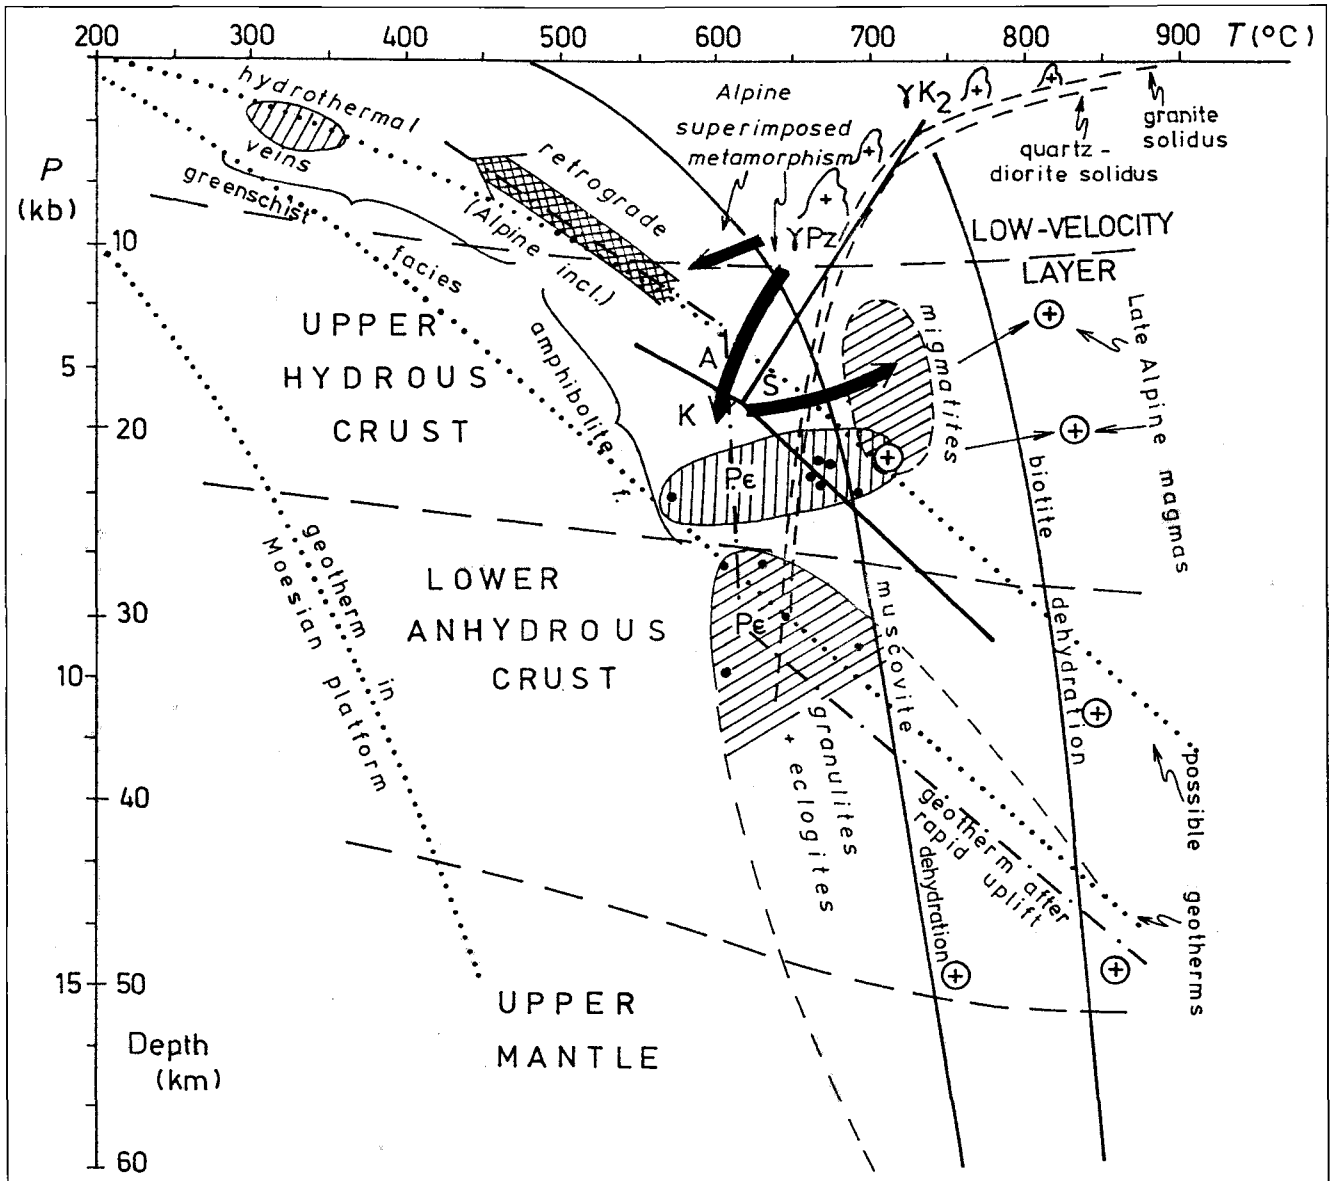 200 300 400 500 600 700 800 900 T(°C)
P
(kb)
10
5
20
30
10
40
15 50
Depth
(km)
60
hydrothermal
veins
greenschist
facies
retrograde
(Alpine incl.)
amphibolite f.
Alpine
superimposed
metamorphism
γK2
γPz
granite
solidus
quartz-
diorite solidus
LOW-VELOCITY
LAYER
UPPER
HYDROUS
CRUST
A
K
S
migmatites
Late Alpine magmas
biotite
dehydration
Pϵ
Pϵ
LOWER
ANHYDROUS
CRUST
geotherm in
Moesian platform
muscovite
dehydration
granulites
+ eclogites
geotherm after
rapid uplift
possible geotherms
UPPER
MANTLE